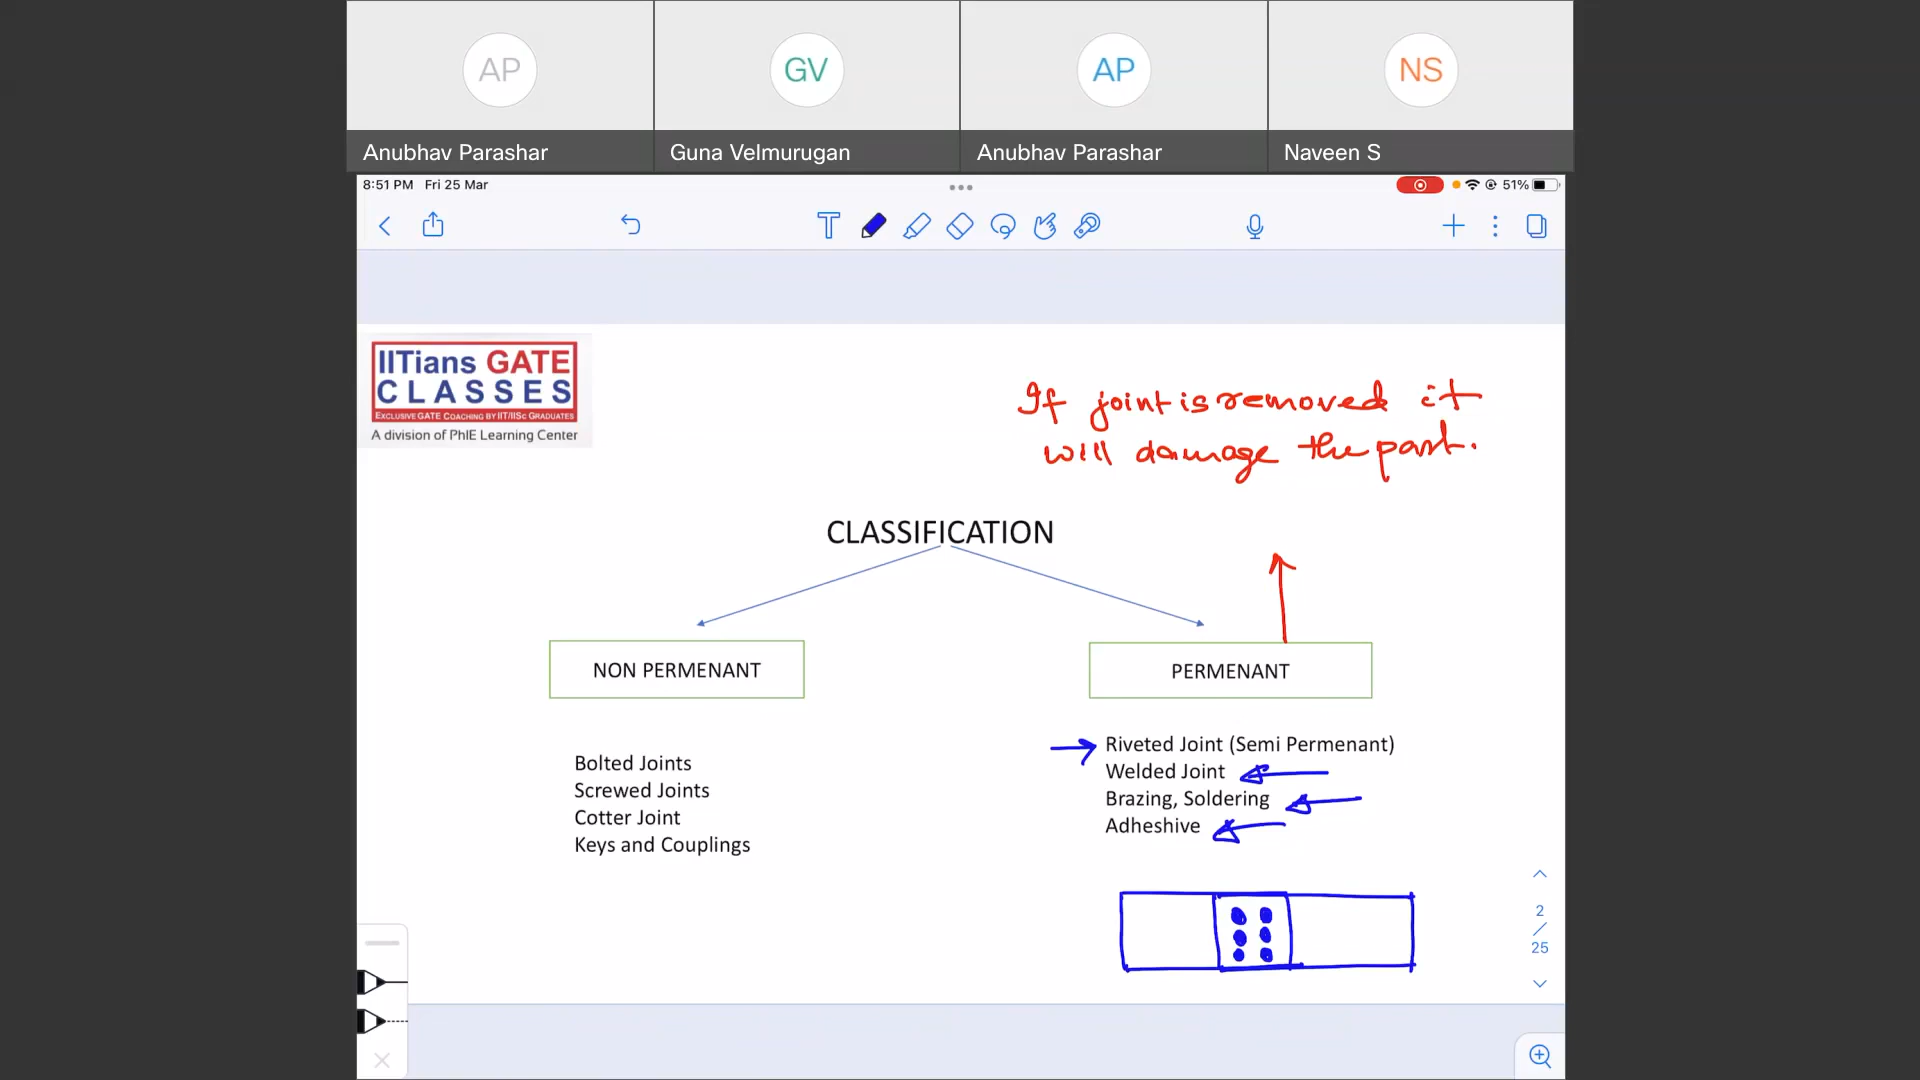 AP
GV
AP
NS
Anubhav Parashar
Guna Velmurugan
Anubhav Parashar
Naveen S
8:51 PM Fri 25 Mar
51%
T
IITians GATE
CLASSES
EXCLUSIVE GATE COACHING BY IIT/IISc GRADUATES
A division of PhIE Learning Center
If joint is removed it
will damage the part.
CLASSIFICATION
NON PERMENANT
PERMENANT
Bolted Joints
Screwed Joints
Cotter Joint
Keys and Couplings
Riveted Joint (Semi Permenant)
Welded Joint
Brazing, Soldering
Adheshive
2
/
25